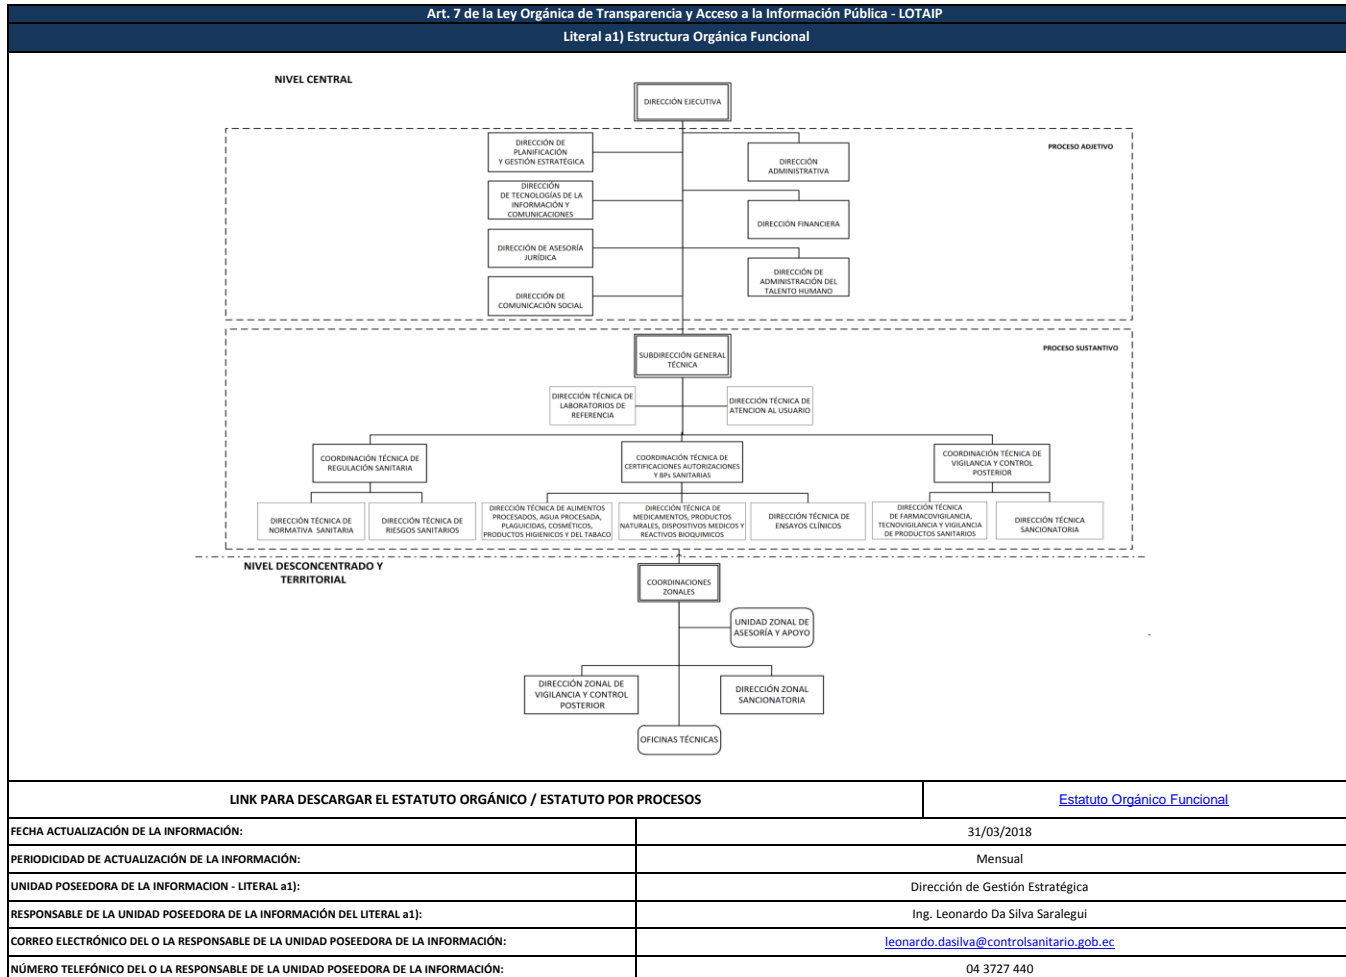 Art. 7 de la Ley Orgánica de Transparencia y Acceso a la Información Pública - LOTAIP
Literal a1) Estructura Orgánica Funcional
NIVEL CENTRAL
DIRECCIÓN EJECUTIVA
PROCESO ADJETIVO
DIRECCIÓN DE
PLANIFICACIÓN
Y GESTIÓN ESTRATÉGICA
DIRECCIÓN
ADMINISTRATIVA
DIRECCIÓN
DE TECNOLOGÍAS DE LA
INFORMACIÓN Y
COMUNICACIONES
DIRECCIÓN FINANCIERA
DIRECCIÓN DE ASESORÍA
JURÍDICA
DIRECCIÓN DE
ADMINISTRACIÓN DEL
TALENTO HUMANO
DIRECCIÓN DE
COMUNICACIÓN SOCIAL
SUBDIRECCIÓN GENERAL
TÉCNICA
PROCESO SUSTANTIVO
DIRECCIÓN TÉCNICA DE
LABORATORIOS DE
REFERENCIA
DIRECCIÓN TÉCNICA DE
ATENCION AL USUARIO
COORDINACIÓN TÉCNICA DE
REGULACIÓN SANITARIA
COORDINACIÓN TÉCNICA DE
CERTIFICACIONES AUTORIZACIONES
Y BPs SANITARIAS
COORDINACIÓN TÉCNICA DE
VIGILANCIA Y CONTROL
POSTERIOR
DIRECCIÓN TÉCNICA DE
NORMATIVA SANITARIA
DIRECCIÓN TÉCNICA DE
RIESGOS SANITARIOS
DIRECCIÓN TÉCNICA DE ALIMENTOS
PROCESADOS, AGUA PROCESADA,
PLAGUICIDAS, COSMÉTICOS,
PRODUCTOS HIGIENICOS Y DEL TABACO
DIRECCIÓN TÉCNICA DE
MEDICAMENTOS, PRODUCTOS
NATURALES, DISPOSITIVOS MEDICOS Y
REACTIVOS BIOQUIMICOS
DIRECCIÓN TÉCNICA DE
ENSAYOS CLÍNICOS
DIRECCIÓN TÉCNICA
DE FARMACOVIGILANCIA,
TECNOVIGILANCIA Y VIGILANCIA
DE PRODUCTOS SANITARIOS
DIRECCIÓN TÉCNICA
SANCIONATORIA
NIVEL DESCONCENTRADO Y
TERRITORIAL
COORDINACIONES
ZONALES
UNIDAD ZONAL DE
ASESORÍA Y APOYO
DIRECCIÓN ZONAL DE
VIGILANCIA Y CONTROL
POSTERIOR
DIRECCIÓN ZONAL
SANCIONATORIA
OFICINAS TÉCNICAS
LINK PARA DESCARGAR EL ESTATUTO ORGÁNICO / ESTATUTO POR PROCESOS Estatuto Orgánico Funcional
FECHA ACTUALIZACIÓN DE LA INFORMACIÓN: 31/03/2018
PERIODICIDAD DE ACTUALIZACIÓN DE LA INFORMACIÓN: Mensual
UNIDAD POSEEDORA DE LA INFORMACION - LITERAL a1): Dirección de Gestión Estratégica
RESPONSABLE DE LA UNIDAD POSEEDORA DE LA INFORMACIÓN DEL LITERAL a1): Ing. Leonardo Da Silva Saralegui
CORREO ELECTRÓNICO DEL O LA RESPONSABLE DE LA UNIDAD POSEEDORA DE LA INFORMACIÓN: leonardo.dasilva@controlsanitario.gob.ec
NÚMERO TELEFÓNICO DEL O LA RESPONSABLE DE LA UNIDAD POSEEDORA DE LA INFORMACIÓN: 04 3727 440